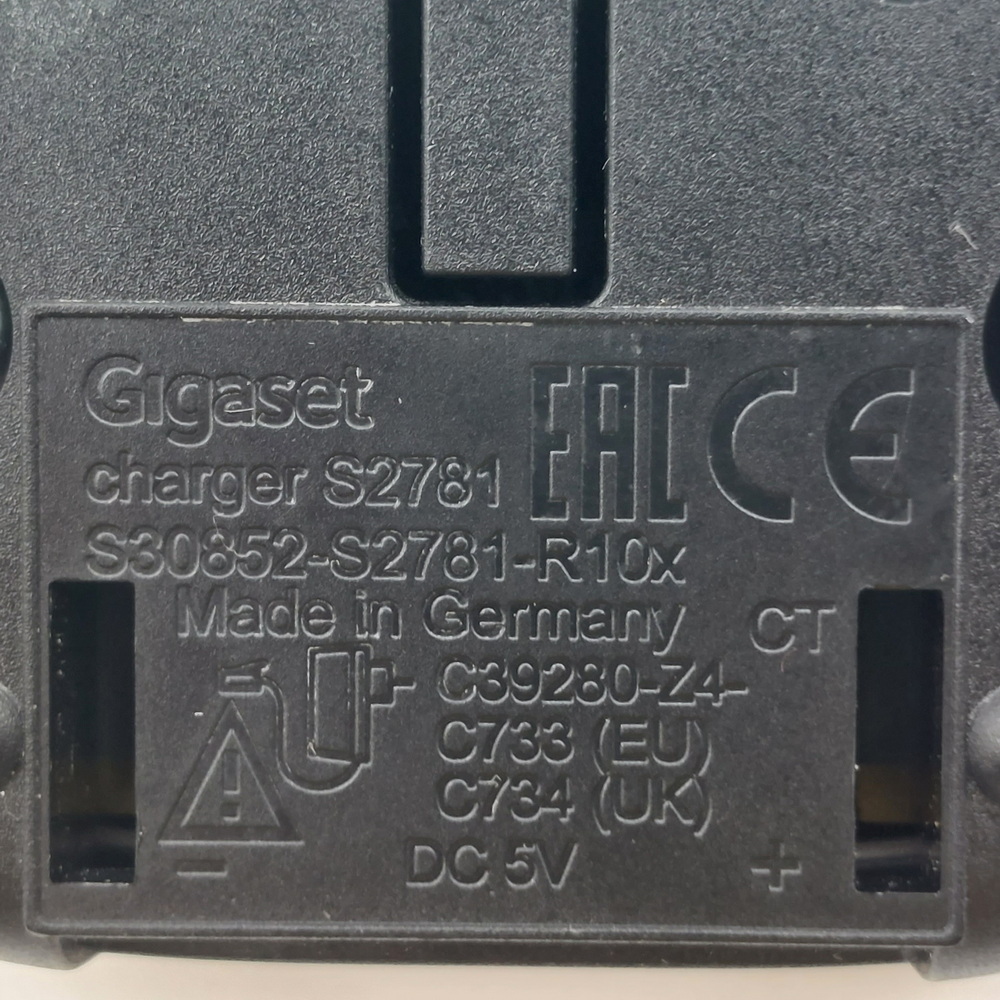 Gigaset
EAC CE
charger S2781
S30852-S2781-R10x
Made in Germany
CT
C39280-Z4-
C733 (EU)
C734 (UK)
- DC 5V +